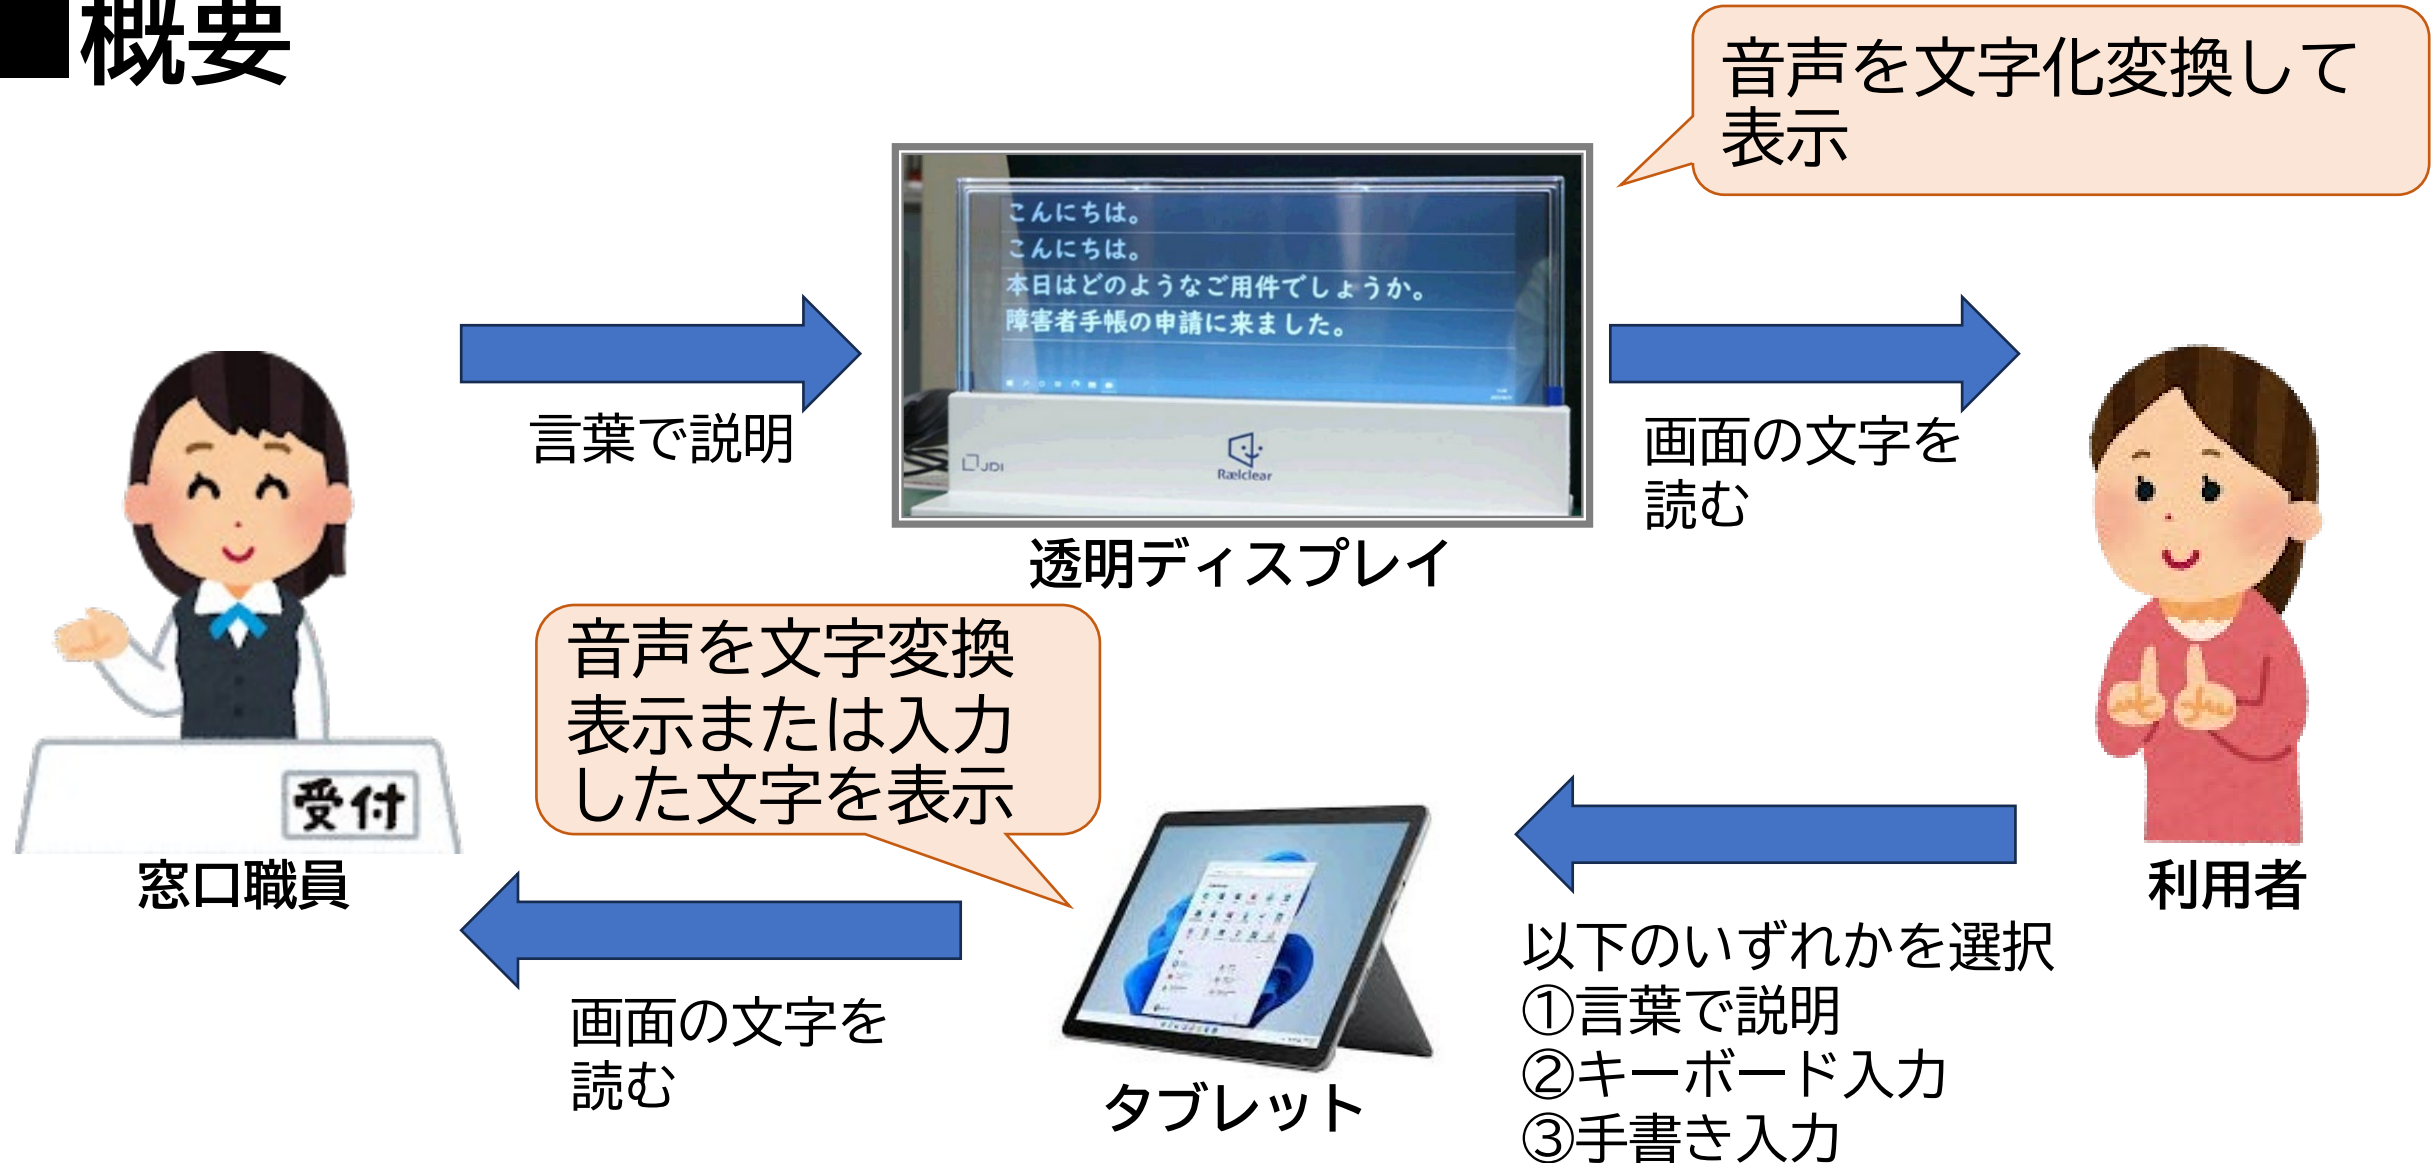 ■概要
音声を文字化変換して
表示
こんにちは。
こんにちは。
本日はどのようなご用件でしょうか。
障害者手帳の申請に来ました。
JDI
Rælclear
言葉で説明
画面の文字を
読む
透明ディスプレイ
音声を文字変換
表示または入力
した文字を表示
受付
窓口職員
利用者
画面の文字を
読む
タブレット
以下のいずれかを選択
①言葉で説明
②キーボード入力
③手書き入力